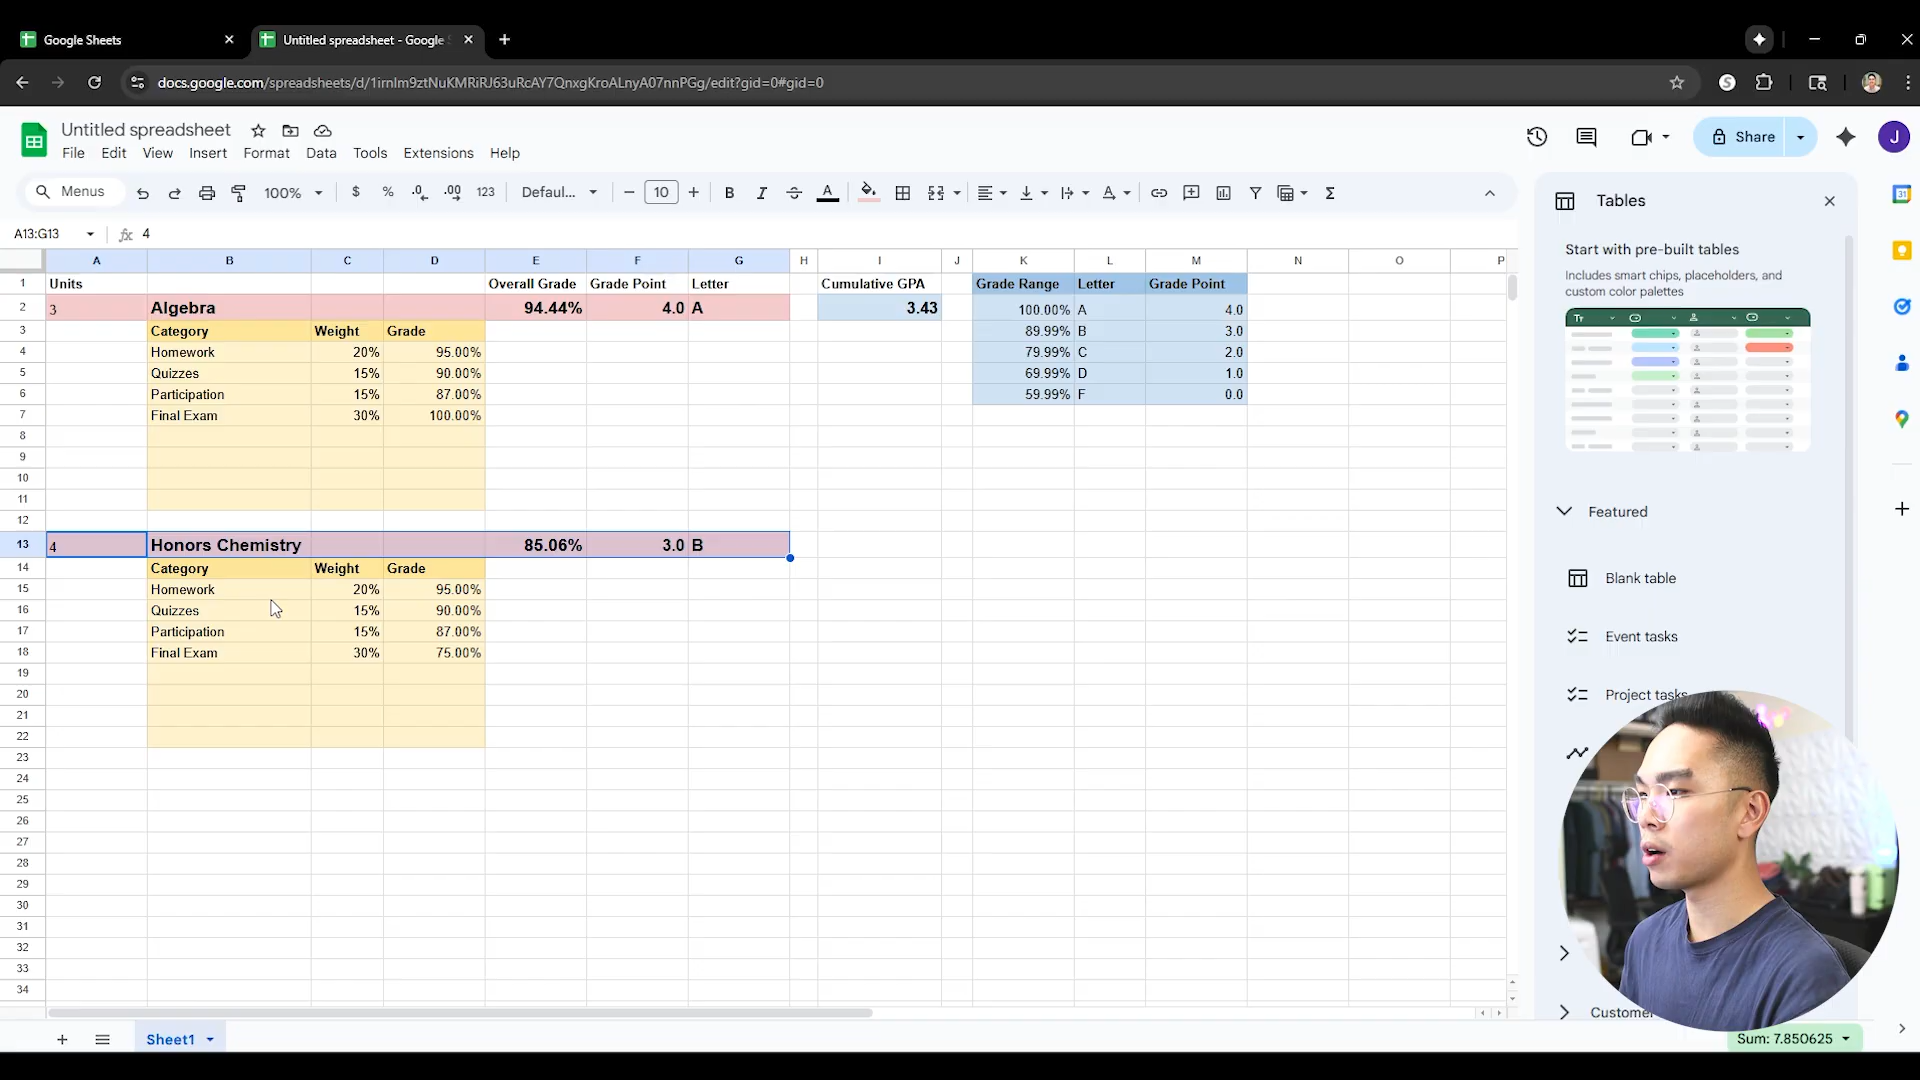 Google Sheets
Untitled spreadsheet - Google S
docs.google.com/spreadsheets/d/1irnIm9ztNuKMRiRJ63uRcAY7QnxgKroALnyA07nnPGg/edit?gid=0#gid=0
Untitled spreadsheet
File Edit View Insert Format Data Tools Extensions Help
Share
J
Menus 100% $ % .0 .00 123 Defaul... 10 B I A
A13:G13 fx 4
A B C D E F G H I J K L M N O P
1 Units Overall Grade Grade Point Letter Cumulative GPA Grade Range Letter Grade Point
2 3 Algebra 94.44% 4.0 A 3.43 100.00% A 4.0
3 Category Weight Grade 89.99% B 3.0
4 Homework 20% 95.00% 79.99% C 2.0
5 Quizzes 15% 90.00% 69.99% D 1.0
6 Participation 15% 87.00% 59.99% F 0.0
7 Final Exam 30% 100.00%
8
9
10
11
12
13 4 Honors Chemistry 85.06% 3.0 B
14 Category Weight Grade
15 Homework 20% 95.00%
16 Quizzes 15% 90.00%
17 Participation 15% 87.00%
18 Final Exam 30% 75.00%
19
20
21
22
23
24
25
26
27
28
29
30
31
32
33
34
Tables
Start with pre-built tables
Includes smart chips, placeholders, and
custom color palettes
Tr
Featured
Blank table
Event tasks
Project tasks
Customer
Sheet1
Sum: 7.850625
31